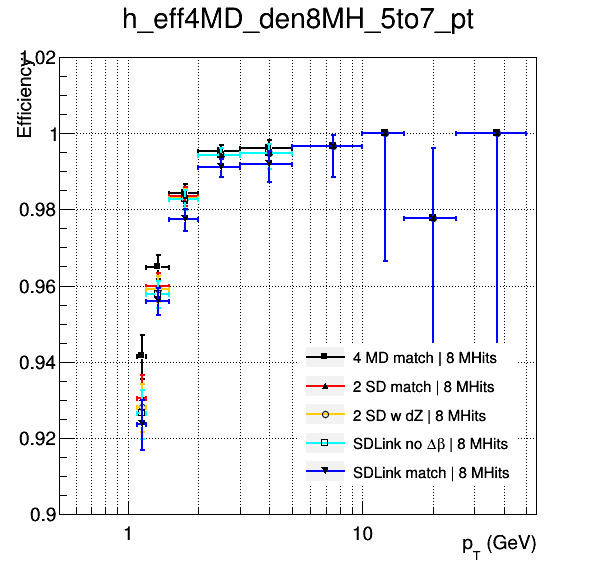 h_eff4MD_den8MH_5to7_pt
Efficiency
1.02
1
0.98
0.96
0.94
0.92
0.9
4 MD match | 8 MHits
2 SD match | 8 MHits
2 SD w dZ | 8 MHits
SDLink no Δβ | 8 MHits
SDLink match | 8 MHits
1
10
p_T (GeV)